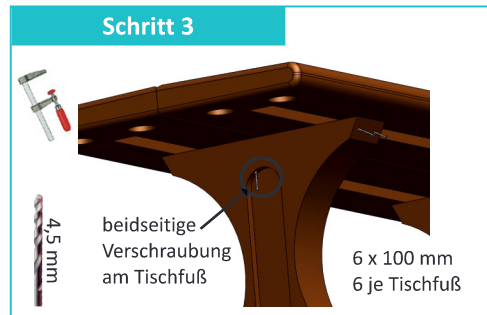 Schritt 3
4,5 mm
beidseitige
Verschraubung
am Tischfuß
6 x 100 mm
6 je Tischfuß